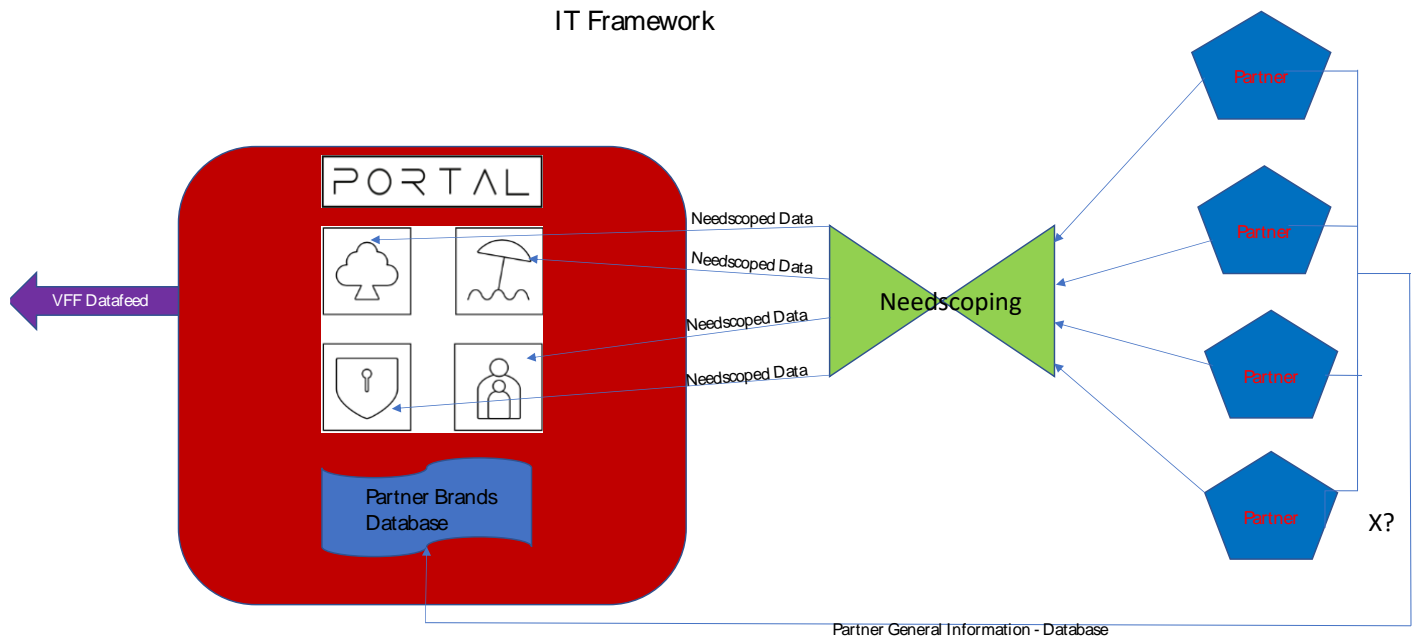 IT Framework
Partner
PORTAL
Needscoped Data
Partner
Needscoped Data
VFF Datafeed
Needscoping
Needscoped Data
Needscoped Data
Partner
Partner Brands
Database
Partner
X?
Partner General Information - Database